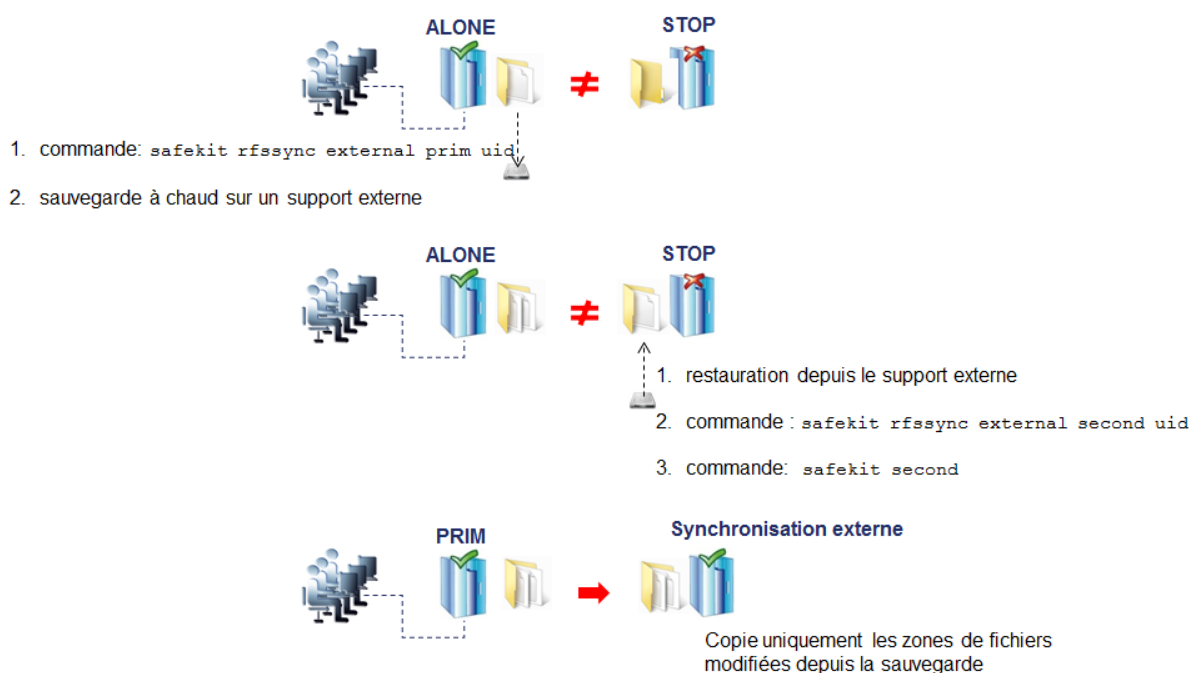 ALONE STOP
≠
1. commande: safekit rfssync external prim uid
2. sauvegarde à chaud sur un support externe
ALONE STOP
≠
1. restauration depuis le support externe
2. commande : safekit rfssync external second uid
3. commande: safekit second
PRIM Synchronisation externe
Copie uniquement les zones de fichiers
modifiées depuis la sauvegarde